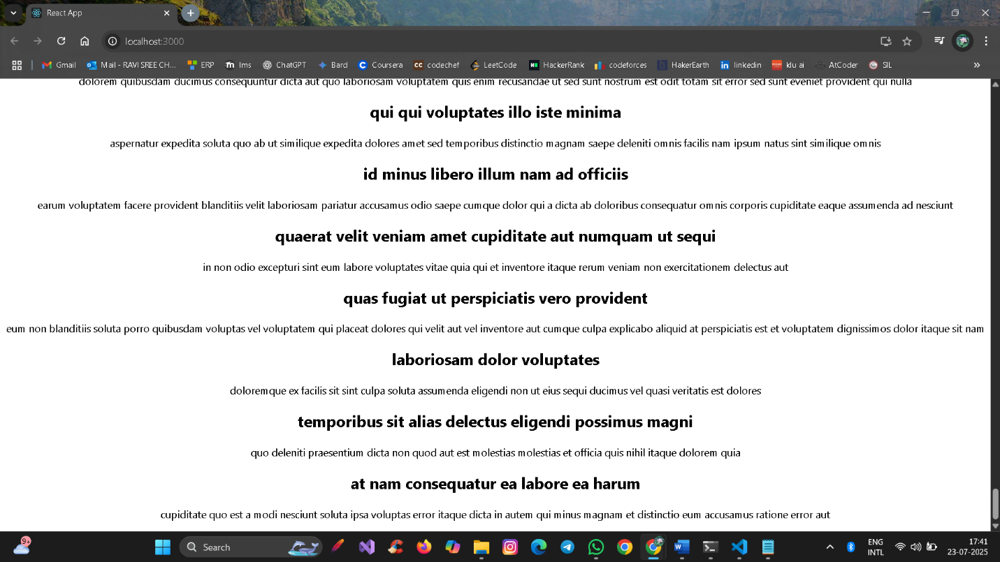 React App
localhost:3000
Gmail
Mail - RAVI SREE CH...
ERP
lms
ChatGPT
Bard
Coursera
codechef
LeetCode
HackerRank
codeforces
HakerEarth
linkedin
klu ai
AtCoder
SIL
dolorem quibusdam ducimus consequuntur dicta aut quo laboriosam voluptatem quis enim recusandae ut sed sunt nostrum est odit totam sit error sed sunt eveniet provident qui nulla
qui qui voluptates illo iste minima
aspernatur expedita soluta quo ab ut similique expedita dolores amet sed temporibus distinctio magnam saepe deleniti omnis facilis nam ipsum natus sint similique omnis
id minus libero illum nam ad officiis
earum voluptatem facere provident blanditiis velit laboriosam pariatur accusamus odio saepe cumque dolor qui a dicta ab doloribus consequatur omnis corporis cupiditate eaque assumenda ad nesciunt
quaerat velit veniam amet cupiditate aut numquam ut sequi
in non odio excepturi sint eum labore voluptates vitae quia qui et inventore itaque rerum veniam non exercitationem delectus aut
quas fugiat ut perspiciatis vero provident
eum non blanditiis soluta porro quibusdam voluptas vel voluptatem qui placeat dolores qui velit aut vel inventore aut cumque culpa explicabo aliquid at perspiciatis est et voluptatem dignissimos dolor itaque sit nam
laboriosam dolor voluptates
doloremque ex facilis sit sint culpa soluta assumenda eligendi non ut eius sequi ducimus vel quasi veritatis est dolores
temporibus sit alias delectus eligendi possimus magni
quo deleniti praesentium dicta non quod aut est molestias molestias et officia quis nihil itaque dolorem quia
at nam consequatur ea labore ea harum
cupiditate quo est a modi nesciunt soluta ipsa voluptas error itaque dicta in autem qui minus magnam et distinctio eum accusamus ratione error aut
9+
Search
ENG
INTL
17:41
23-07-2025